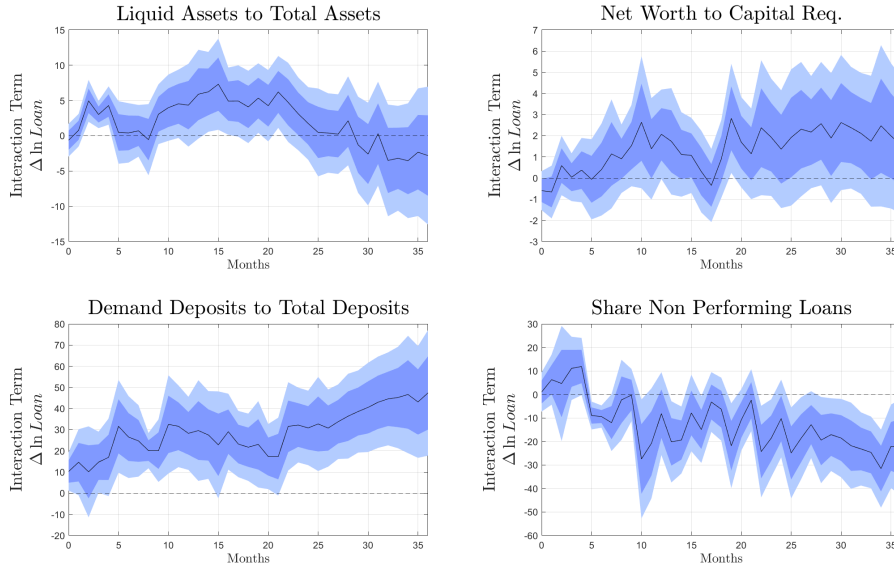 Liquid Assets to Total Assets
Interaction Term
Δ ln Loan
15
10
5
0
-5
-10
-15
0 5 10 15 20 25 30 35
Months
Net Worth to Capital Req.
Interaction Term
Δ ln Loan
7
6
5
4
3
2
1
0
-1
-2
-3
0 5 10 15 20 25 30 35
Months
Demand Deposits to Total Deposits
Interaction Term
Δ ln Loan
80
70
60
50
40
30
20
10
0
-10
-20
0 5 10 15 20 25 30 35
Months
Share Non Performing Loans
Interaction Term
Δ ln Loan
30
20
10
0
-10
-20
-30
-40
-50
-60
0 5 10 15 20 25 30 35
Months